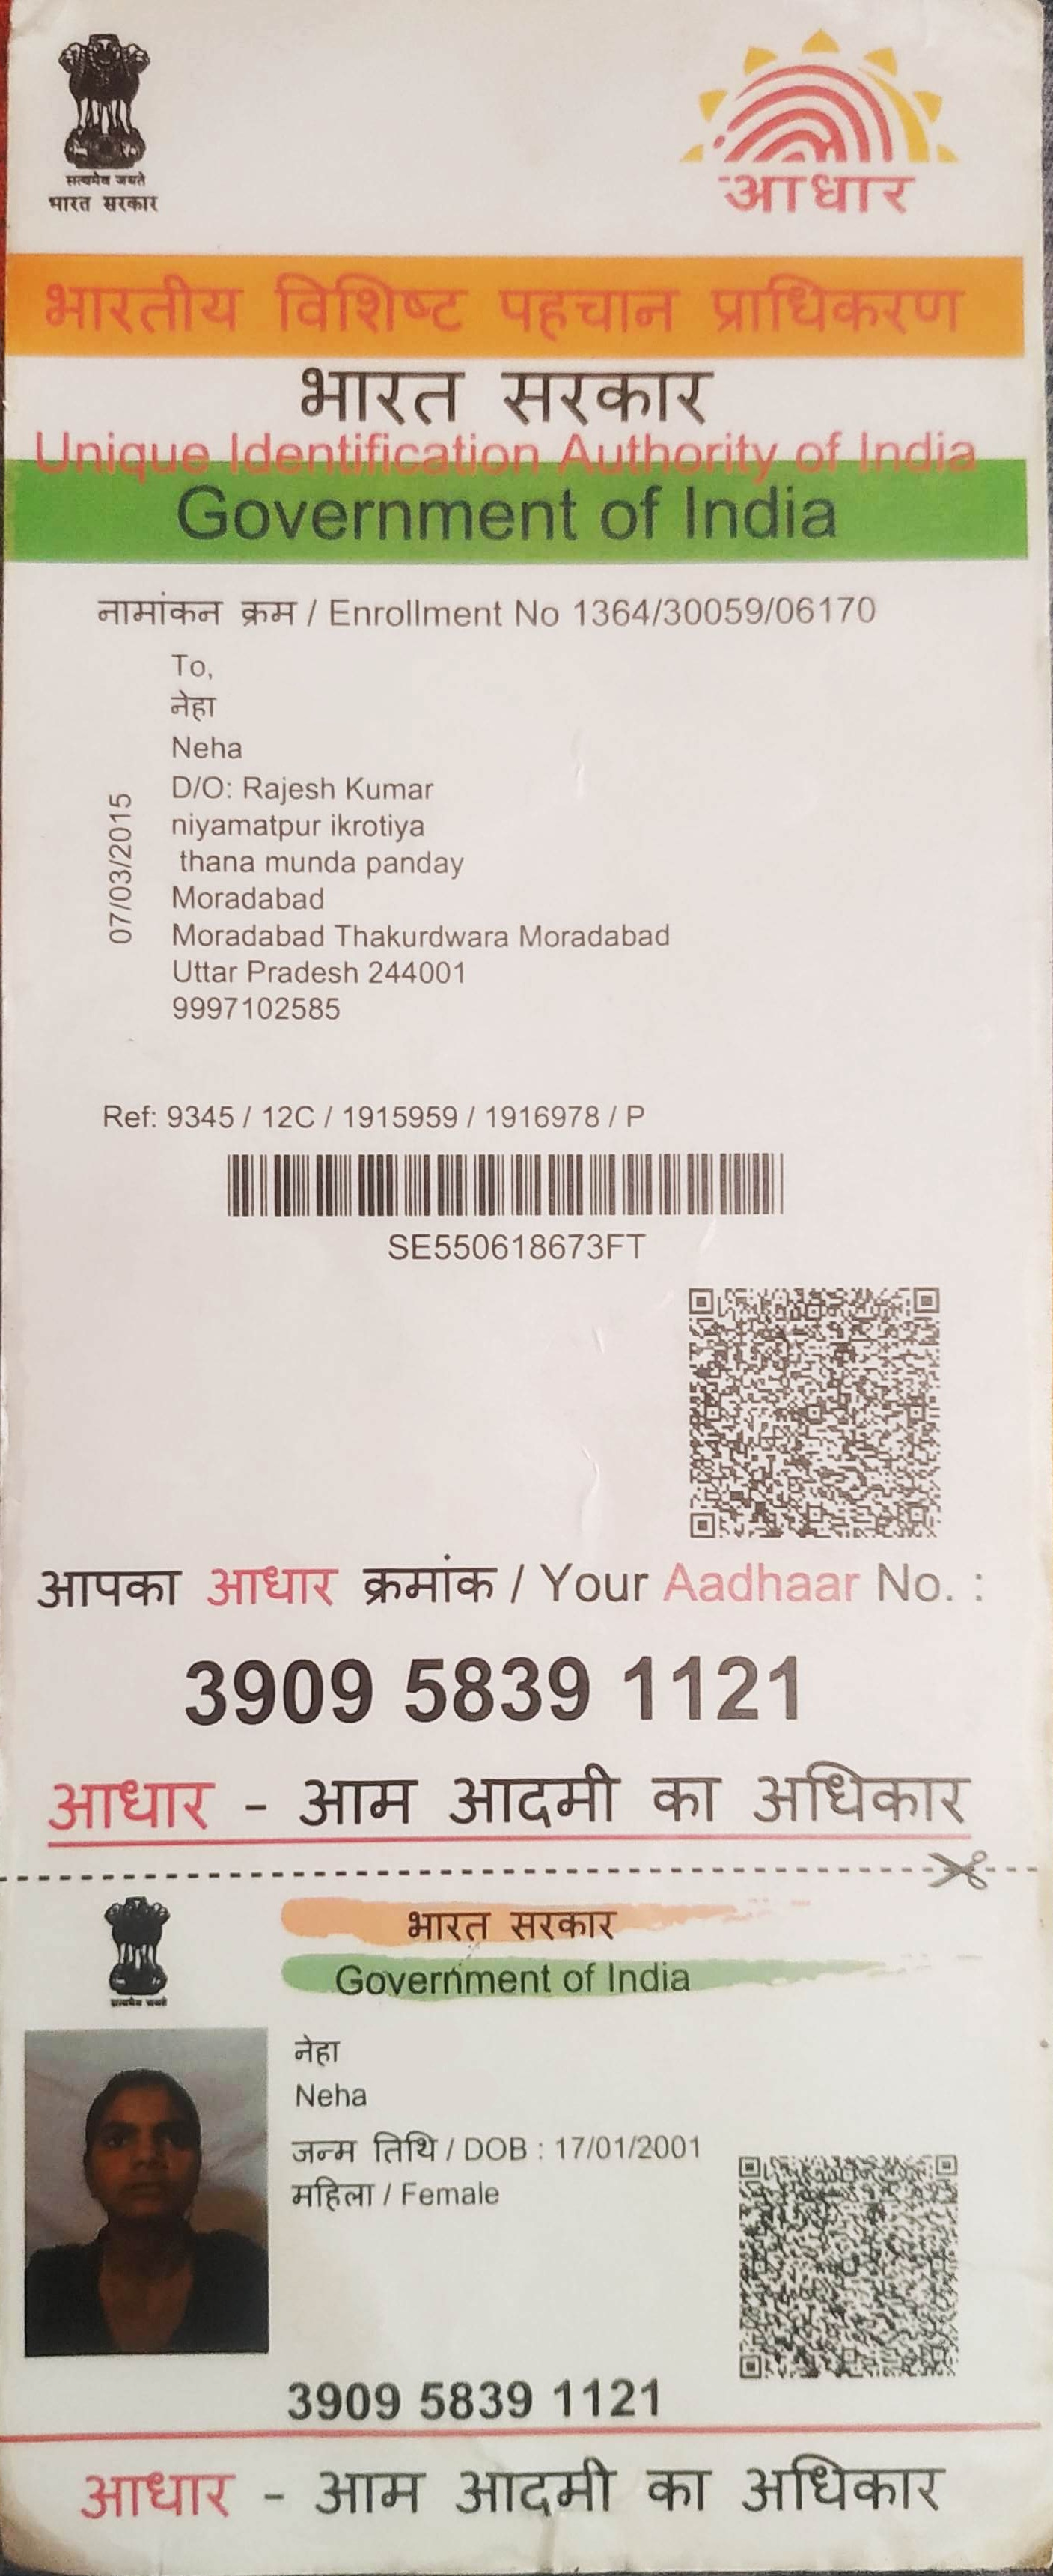 सत्यमेव जयते
भारत सरकार
आधार
भारतीय विशिष्ट पहचान प्राधिकरण
भारत सरकार
Unique Identification Authority of India
Government of India
नामांकन क्रम / Enrollment No 1364/30059/06170
To,
नेहा
Neha
D/O: Rajesh Kumar
niyamatpur ikrotiya
thana munda panday
Moradabad
Moradabad Thakurdwara Moradabad
Uttar Pradesh 244001
9997102585
07/03/2015
Ref: 9345 / 12C / 1915959 / 1916978 / P
SE550618673FT
आपका आधार क्रमांक / Your Aadhaar No. :
3909 5839 1121
आधार - आम आदमी का अधिकार
सत्यमेव जयते
भारत सरकार
Government of India
नेहा
Neha
जन्म तिथि / DOB : 17/01/2001
महिला / Female
3909 5839 1121
आधार - आम आदमी का अधिकार